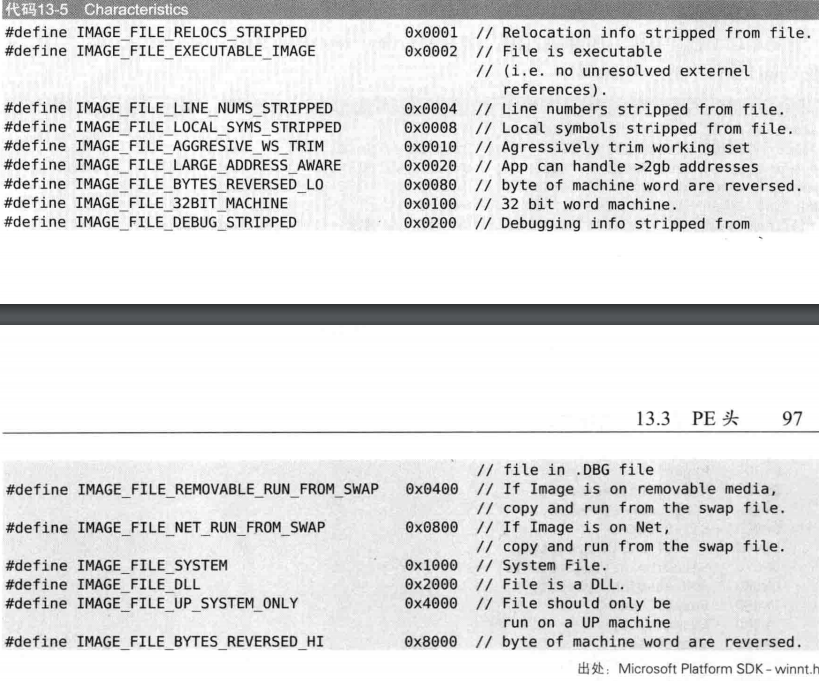 代码13-5 Characteristics
#define IMAGE_FILE_RELOCS_STRIPPED 0x0001 // Relocation info stripped from file.
#define IMAGE_FILE_EXECUTABLE_IMAGE 0x0002 // File is executable
// (i.e. no unresolved externel
references).
#define IMAGE_FILE_LINE_NUMS_STRIPPED 0x0004 // Line numbers stripped from file.
#define IMAGE_FILE_LOCAL_SYMS_STRIPPED 0x0008 // Local symbols stripped from file.
#define IMAGE_FILE_AGGRESIVE_WS_TRIM 0x0010 // Agressively trim working set
#define IMAGE_FILE_LARGE_ADDRESS_AWARE 0x0020 // App can handle >2gb addresses
#define IMAGE_FILE_BYTES_REVERSED_LO 0x0080 // byte of machine word are reversed.
#define IMAGE_FILE_32BIT_MACHINE 0x0100 // 32 bit word machine.
#define IMAGE_FILE_DEBUG_STRIPPED 0x0200 // Debugging info stripped from
13.3 PE 头 97
// file in .DBG file
#define IMAGE_FILE_REMOVABLE_RUN_FROM_SWAP 0x0400 // If Image is on removable media,
// copy and run from the swap file.
#define IMAGE_FILE_NET_RUN_FROM_SWAP 0x0800 // If Image is on Net,
// copy and run from the swap file.
#define IMAGE_FILE_SYSTEM 0x1000 // System File.
#define IMAGE_FILE_DLL 0x2000 // File is a DLL.
#define IMAGE_FILE_UP_SYSTEM_ONLY 0x4000 // File should only be
run on a UP machine
#define IMAGE_FILE_BYTES_REVERSED_HI 0x8000 // byte of machine word are reversed.
出处：Microsoft Platform SDK – winnt.h